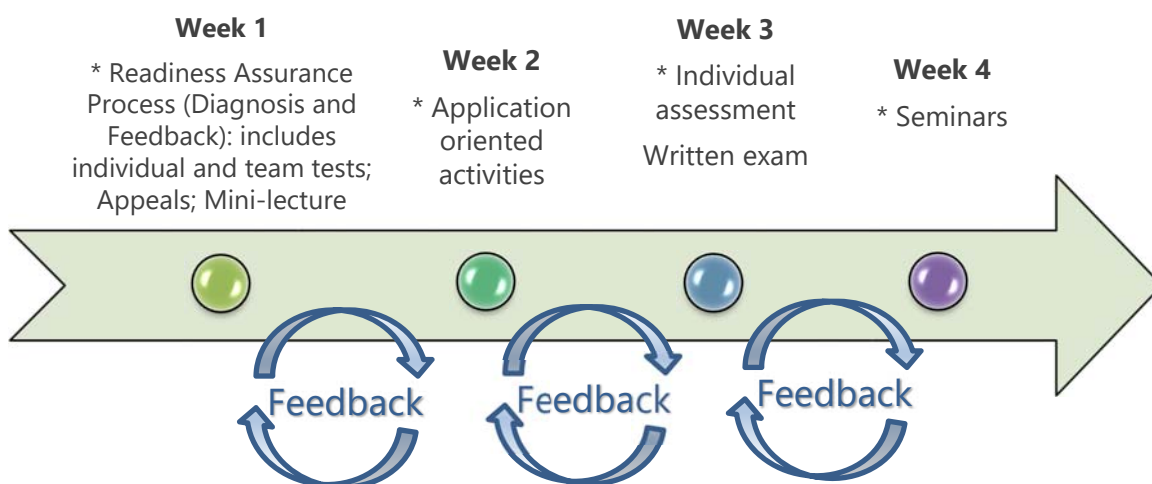 Week 1
* Readiness Assurance
Process (Diagnosis and
Feedback): includes
individual and team tests;
Appeals; Mini-lecture
Week 2
* Application
oriented
activities
Week 3
* Individual
assessment
Written exam
Week 4
* Seminars
Feedback
Feedback
Feedback